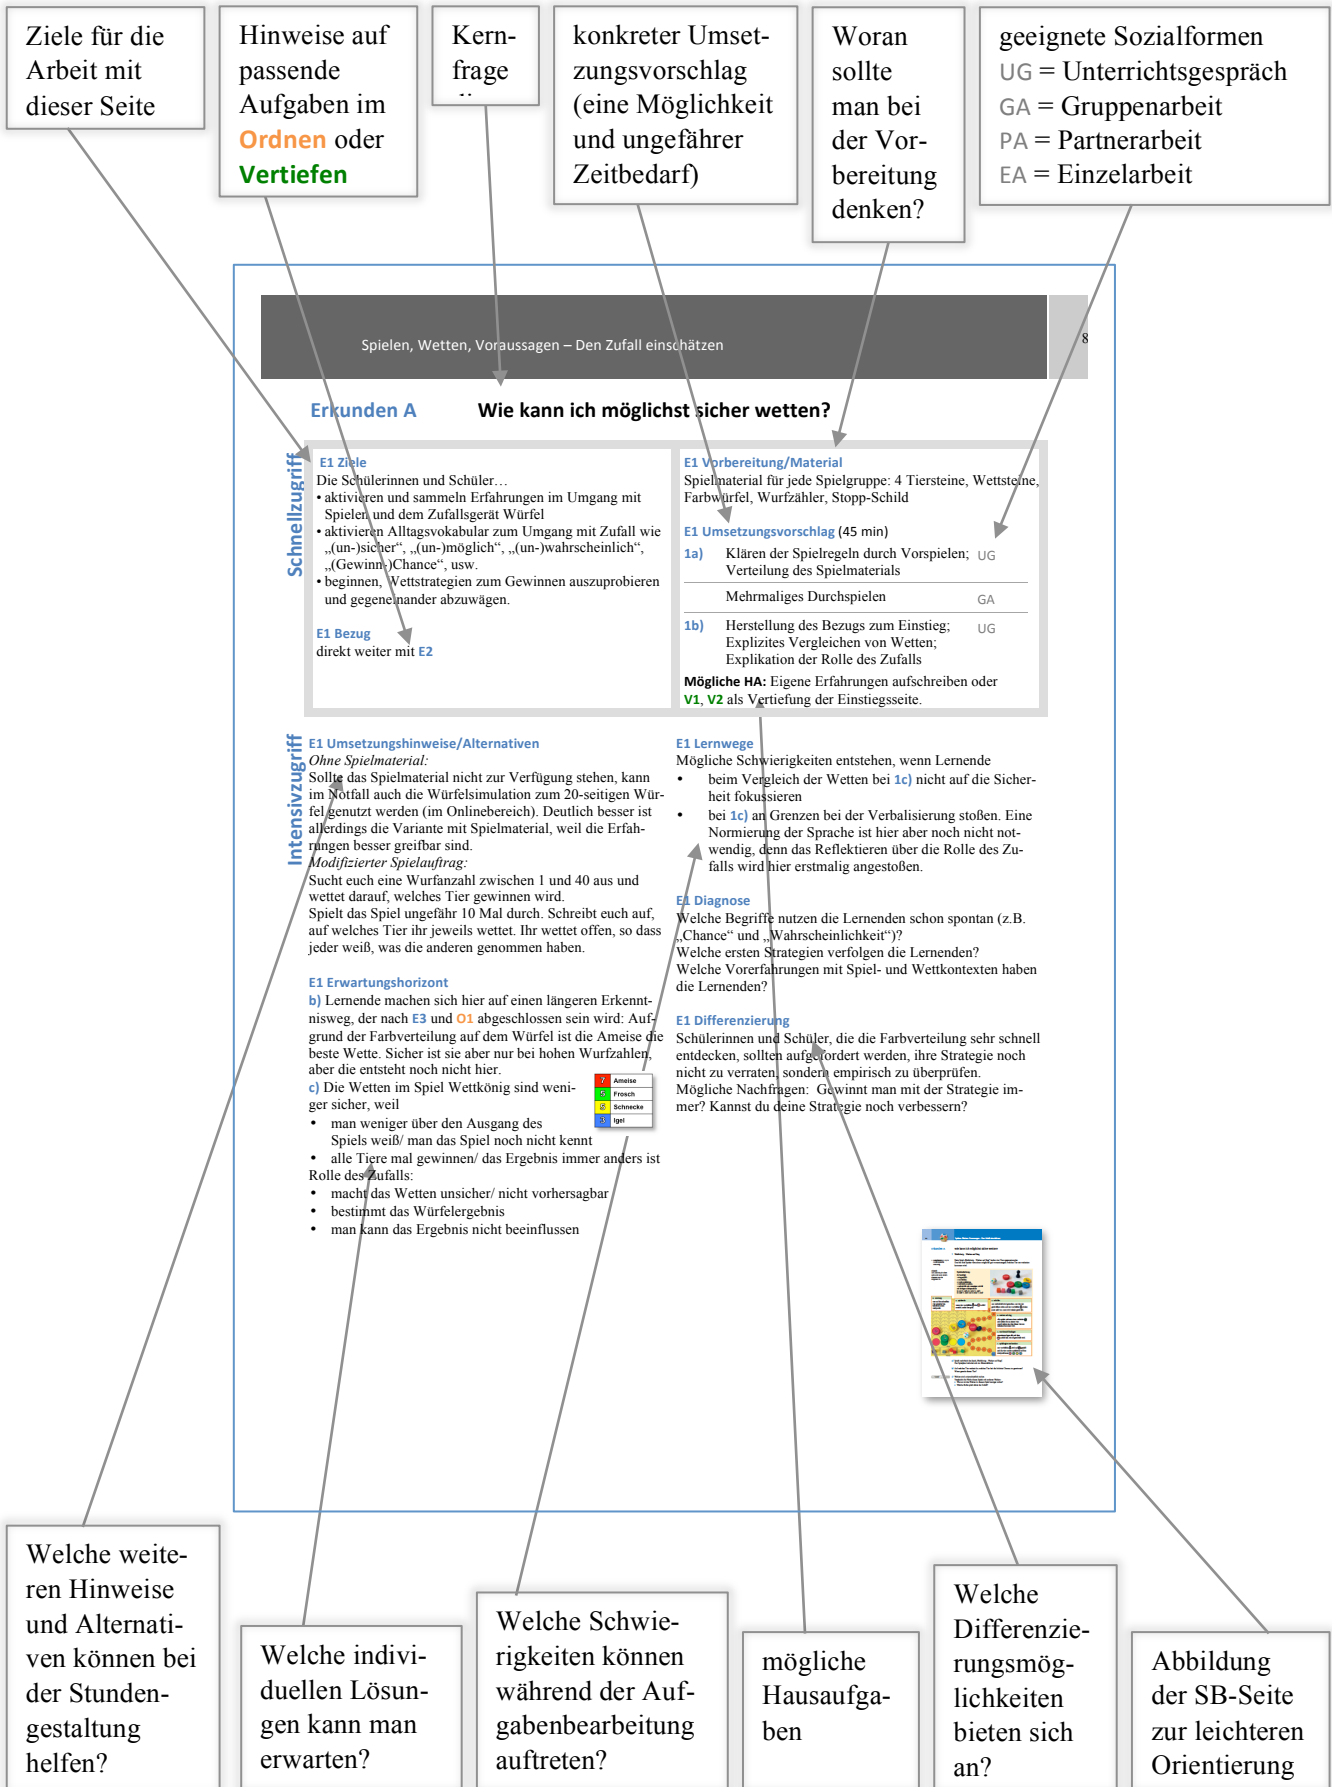 Ziele für die
Arbeit mit
dieser Seite
Hinweise auf
passende
Aufgaben im
Ordnen oder
Vertiefen
Kern-
frage
konkreter Umset-
zungsvorschlag
(eine Möglichkeit
und ungefährer
Zeitbedarf)
Woran
sollte
man bei
der Vor-
bereitung
denken?
geeignete Sozialformen
UG = Unterrichtsgespräch
GA = Gruppenarbeit
PA = Partnerarbeit
EA = Einzelarbeit
Spielen, Wetten, Voraussagen – Den Zufall einschätzen
8
Erkunden A Wie kann ich möglichst sicher wetten?
Schnellzugriff
E1 Ziele
Die Schülerinnen und Schüler…
• aktivieren und sammeln Erfahrungen im Umgang mit
Spielen und dem Zufallsgerät Würfel
• aktivieren Alltagsvokabular zum Umgang mit Zufall wie
„(un-)sicher“, „(un-)möglich“, „(un-)wahrscheinlich“,
„(Gewinn-)Chance“, usw.
• beginnen, Wettstrategien zum Gewinnen auszuprobieren
und gegeneinander abzuwägen.
E1 Bezug
direkt weiter mit E2
E1 Vorbereitung/Material
Spielmaterial für jede Spielgruppe: 4 Tiersteine, Wettsteine,
Farbwürfel, Wurfzähler, Stopp-Schild
E1 Umsetzungsvorschlag (45 min)
1a) Klären der Spielregeln durch Vorspielen; UG
Verteilung des Spielmaterials
Mehrmaliges Durchspielen GA
1b) Herstellung des Bezugs zum Einstieg; UG
Explizites Vergleichen von Wetten;
Explikation der Rolle des Zufalls
Mögliche HA: Eigene Erfahrungen aufschreiben oder
V1, V2 als Vertiefung der Einstiegsseite.
Intensivzugriff
E1 Umsetzungshinweise/Alternativen
Ohne Spielmaterial:
Sollte das Spielmaterial nicht zur Verfügung stehen, kann
im Notfall auch die Würfelsimulation zum 20-seitigen Wür-
fel genutzt werden (im Onlinebereich). Deutlich besser ist
allerdings die Variante mit Spielmaterial, weil die Erfah-
rungen besser greifbar sind.
Modifizierter Spielauftrag:
Sucht euch eine Wurfanzahl zwischen 1 und 40 aus und
wettet darauf, welches Tier gewinnen wird.
Spielt das Spiel ungefähr 10 Mal durch. Schreibt euch auf,
auf welches Tier ihr jeweils wettet. Ihr wettet offen, so dass
jeder weiß, was die anderen genommen haben.
E1 Erwartungshorizont
b) Lernende machen sich hier auf einen längeren Erkennt-
nisweg, der nach E3 und O1 abgeschlossen sein wird: Auf-
grund der Farbverteilung auf dem Würfel ist die Ameise die
beste Wette. Sicher ist sie aber nur bei hohen Wurfzahlen,
aber die entsteht noch nicht hier.
c) Die Wetten im Spiel Wettkönig sind weni-
ger sicher, weil
• man weniger über den Ausgang des
Spiels weiß/ man das Spiel noch nicht kennt
• alle Tiere mal gewinnen/ das Ergebnis immer anders ist
Rolle des Zufalls:
• macht das Wetten unsicher/ nicht vorhersagbar
• bestimmt das Würfelergebnis
• man kann das Ergebnis nicht beeinflussen
7 Ameise
5 Frosch
5 Schnecke
3 Igel
E1 Lernwege
Mögliche Schwierigkeiten entstehen, wenn Lernende
• beim Vergleich der Wetten bei 1c) nicht auf die Sicher-
heit fokussieren
• bei 1c) an Grenzen bei der Verbalisierung stoßen. Eine
Normierung der Sprache ist hier aber noch nicht not-
wendig, denn das Reflektieren über die Rolle des Zu-
falls wird hier erstmalig angestoßen.
E1 Diagnose
Welche Begriffe nutzen die Lernenden schon spontan (z.B.
„Chance“ und „Wahrscheinlichkeit“)?
Welche ersten Strategien verfolgen die Lernenden?
Welche Vorerfahrungen mit Spiel- und Wettkontexten haben
die Lernenden?
E1 Differenzierung
Schülerinnen und Schüler, die die Farbverteilung sehr schnell
entdecken, sollten aufgefordert werden, ihre Strategie noch
nicht zu verraten, sondern empirisch zu überprüfen.
Mögliche Nachfragen: Gewinnt man mit der Strategie im-
mer? Kannst du deine Strategie noch verbessern?
Welche weite-
ren Hinweise
und Alternati-
ven können bei
der Stunden-
gestaltung
helfen?
Welche indivi-
duellen Lösun-
gen kann man
erwarten?
Welche Schwie-
rigkeiten können
während der Auf-
gabenbearbeitung
auftreten?
mögliche
Hausaufga-
ben
Welche
Differenzie-
rungsmög-
lichkeiten
bieten sich
an?
Abbildung
der SB-Seite
zur leichteren
Orientierung